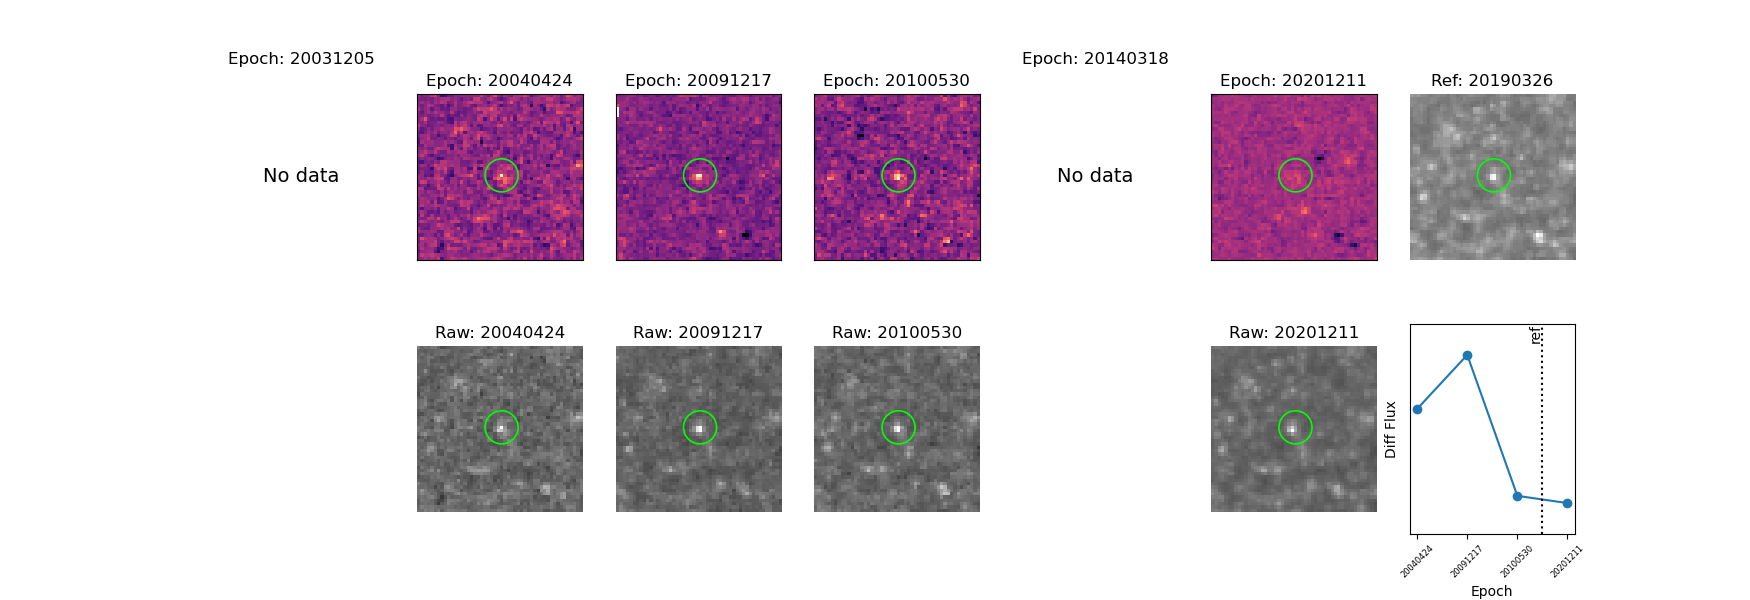 Epoch: 20031205
Epoch: 20140318
Epoch: 20040424
Epoch: 20091217
Epoch: 20100530
Epoch: 20201211
Ref: 20190326
No data
No data
Raw: 20040424
Raw: 20091217
Raw: 20100530
Raw: 20201211
ref
Diff Flux
20040424
20091217
20100530
20201211
Epoch